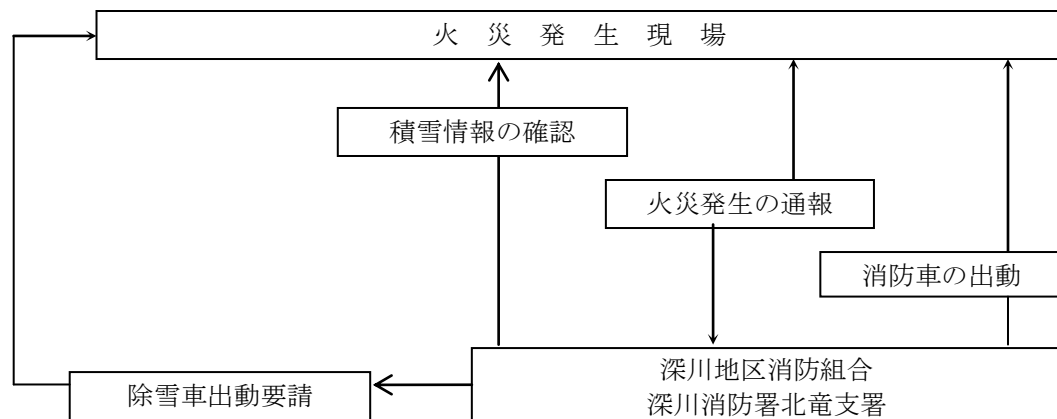 火災発生現場
積雪情報の確認
火災発生の通報
消防車の出動
深川地区消防組合
深川消防署北竜支署
除雪車出動要請